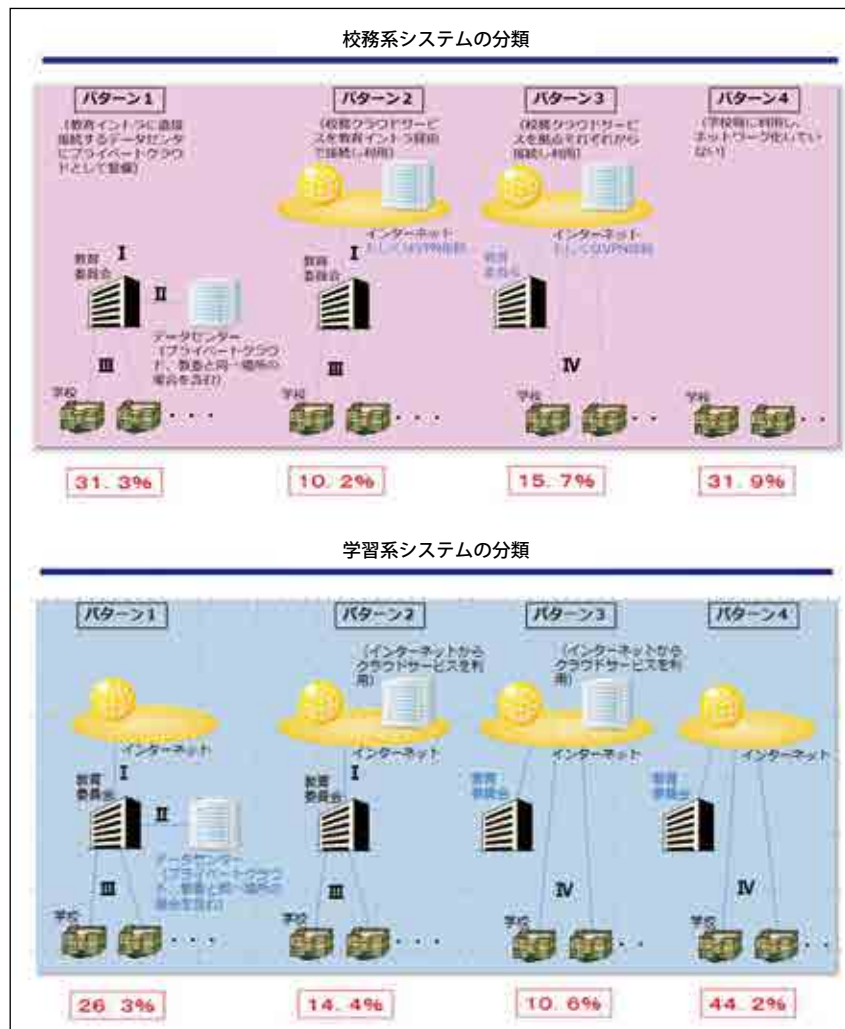 校務系システムの分類
パターン1
パターン2
パターン3
パターン4
(教育イントラに直接
接続するデータセンタ
にプライベートクラウ
ドとして整備)
(校務クラウドサービ
スを教育イントラ経由
で接続し利用)
(校務クラウドサービ
スを拠点それぞれから
接続し利用)
(学校毎に利用し、
ネットワーク化してい
ない)
インターネット
もしくはVPN接続
インターネット
もしくはVPN接続
教育
委員会
I
II
データセンター
(プライベートクラウ
ド、教委と同一場所の
場合を含む)
III
学校
・・・
教育
委員会
I
III
学校
・・・
教育
委員会
IV
学校
・・
学校
・・
31.3%
10.2%
15.7%
31.9%
学習系システムの分類
パターン1
パターン2
パターン3
パターン4
(インターネットから
クラウドサービスを利
用)
(インターネットから
クラウドサービスを利
用)
インターネット
インターネット
インターネット
インターネット
教育
委員会
I
II
データセンター
(プライベートクラウ
ド、教委と同一場所の
場合を含む)
III
学校
・・・
教育
委員会
I
III
学校
・・・
教育
委員会
IV
学校
・・
教育
委員会
IV
学校
・・
26 3%
14.4%
10.6%
44.2%